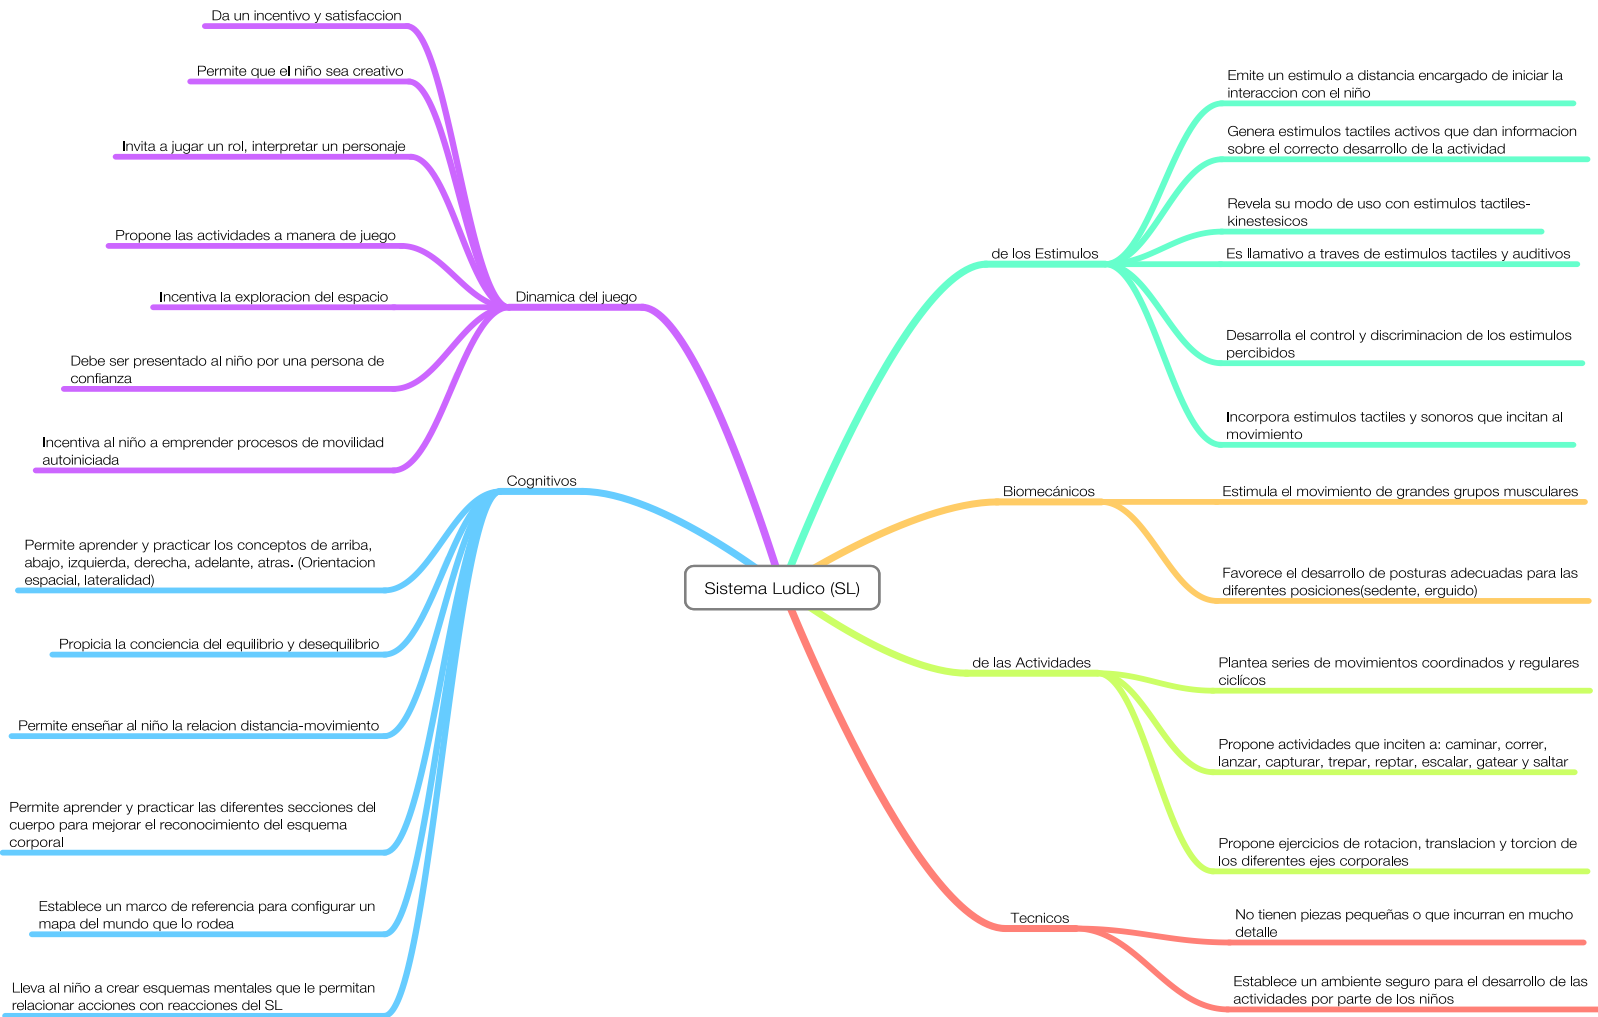 Sistema Ludico (SL)
Dinamica del juego
Da un incentivo y satisfaccion
Permite que el niño sea creativo
Invita a jugar un rol, interpretar un personaje
Propone las actividades a manera de juego
Incentiva la exploracion del espacio
Debe ser presentado al niño por una persona de
confianza
Incentiva al niño a emprender procesos de movilidad
autoiniciada
Cognitivos
Permite aprender y practicar los conceptos de arriba,
abajo, izquierda, derecha, adelante, atras. (Orientacion
espacial, lateralidad)
Propicia la conciencia del equilibrio y desequilibrio
Permite enseñar al niño la relacion distancia-movimiento
Permite aprender y practicar las diferentes secciones del
cuerpo para mejorar el reconocimiento del esquema
corporal
Establece un marco de referencia para configurar un
mapa del mundo que lo rodea
Lleva al niño a crear esquemas mentales que le permitan
relacionar acciones con reacciones del SL
de los Estimulos
Emite un estimulo a distancia encargado de iniciar la
interaccion con el niño
Genera estimulos tactiles activos que dan informacion
sobre el correcto desarrollo de la actividad
Revela su modo de uso con estimulos tactiles-
kinestesicos
Es llamativo a traves de estimulos tactiles y auditivos
Desarrolla el control y discriminacion de los estimulos
percibidos
Incorpora estimulos tactiles y sonoros que incitan al
movimiento
Biomecánicos
Estimula el movimiento de grandes grupos musculares
Favorece el desarrollo de posturas adecuadas para las
diferentes posiciones(sedente, erguido)
de las Actividades
Plantea series de movimientos coordinados y regulares
ciclícos
Propone actividades que inciten a: caminar, correr,
lanzar, capturar, trepar, reptar, escalar, gatear y saltar
Propone ejercicios de rotacion, translacion y torcion de
los diferentes ejes corporales
Tecnicos
No tienen piezas pequeñas o que incurran en mucho
detalle
Establece un ambiente seguro para el desarrollo de las
actividades por parte de los niños